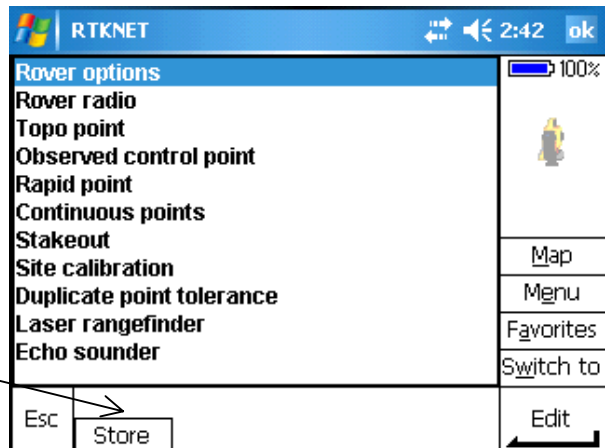 RTKNET 2:42 ok
Rover options
100%
Rover radio
Topo point
Observed control point
Rapid point
Continuous points
Stakeout
Site calibration
Duplicate point tolerance
Laser rangefinder
Echo sounder
Map
Menu
Favorites
Switch to
Esc
Store
Edit